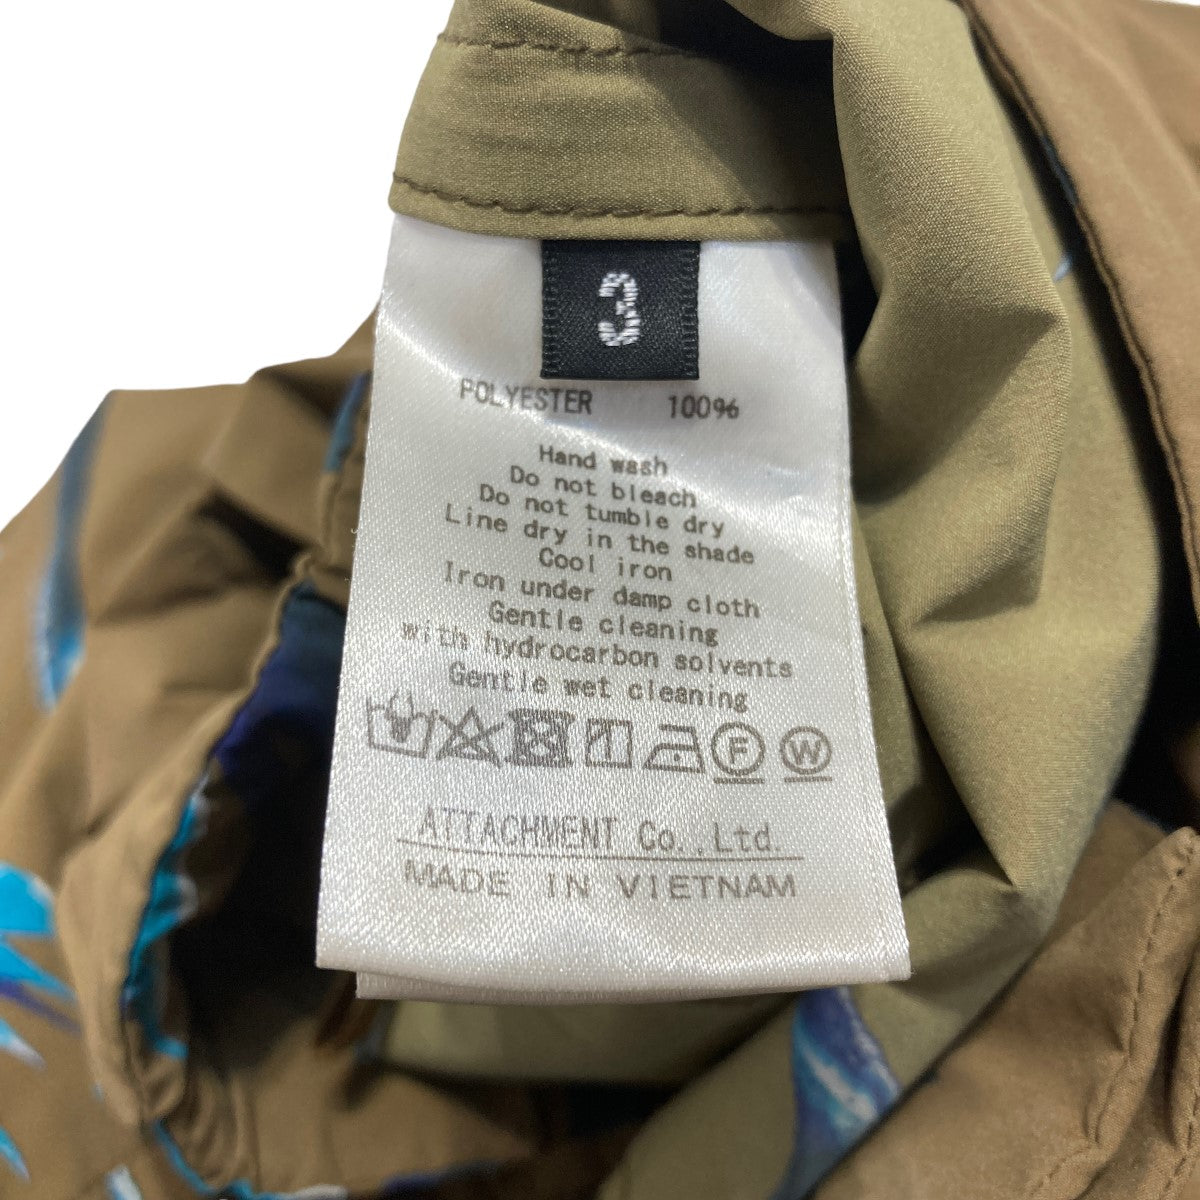 3
POLYESTER 100%
Hand wash
Do not bleach
Do not tumble dry
Line dry in the shade
Cool iron
Iron under damp cloth
Gentle cleaning
with hydrocarbon solvents
Gentle wet cleaning
F W
ATTACHMENT Co.,Ltd.
MADE IN VIETNAM